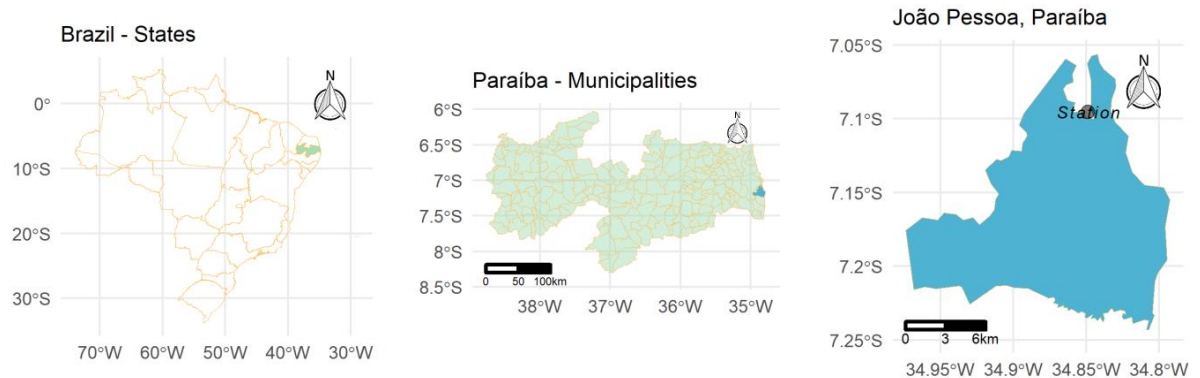 Brazil - States
N
0°
10°S
20°S
30°S
70°W 60°W 50°W 40°W 30°W
Paraíba - Municipalities
N
6°S
6.5°S
7°S
7.5°S
8°S
8.5°S
0 50 100km
38°W 37°W 36°W 35°W
João Pessoa, Paraíba
N
7.05°S
7.1°S
7.15°S
7.2°S
7.25°S
Station
0 3 6km
34.95°W 34.9°W 34.85°W 34.8°W